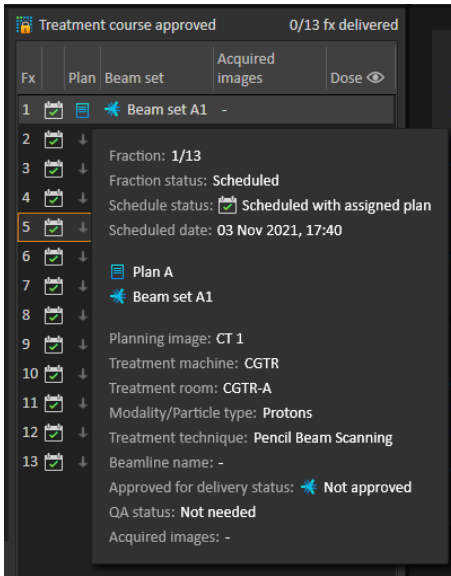 Treatment course approved 0/13 fx delivered
Fx Plan Beam set Acquired images Dose
1 Beam set A1 -
2
3
4
5
6
7
8
9
10
11
12
13
Fraction: 1/13
Fraction status: Scheduled
Schedule status: Scheduled with assigned plan
Scheduled date: 03 Nov 2021, 17:40
Plan A
Beam set A1
Planning image: CT 1
Treatment machine: CGTR
Treatment room: CGTR-A
Modality/Particle type: Protons
Treatment technique: Pencil Beam Scanning
Beamline name: -
Approved for delivery status: Not approved
QA status: Not needed
Acquired images: -